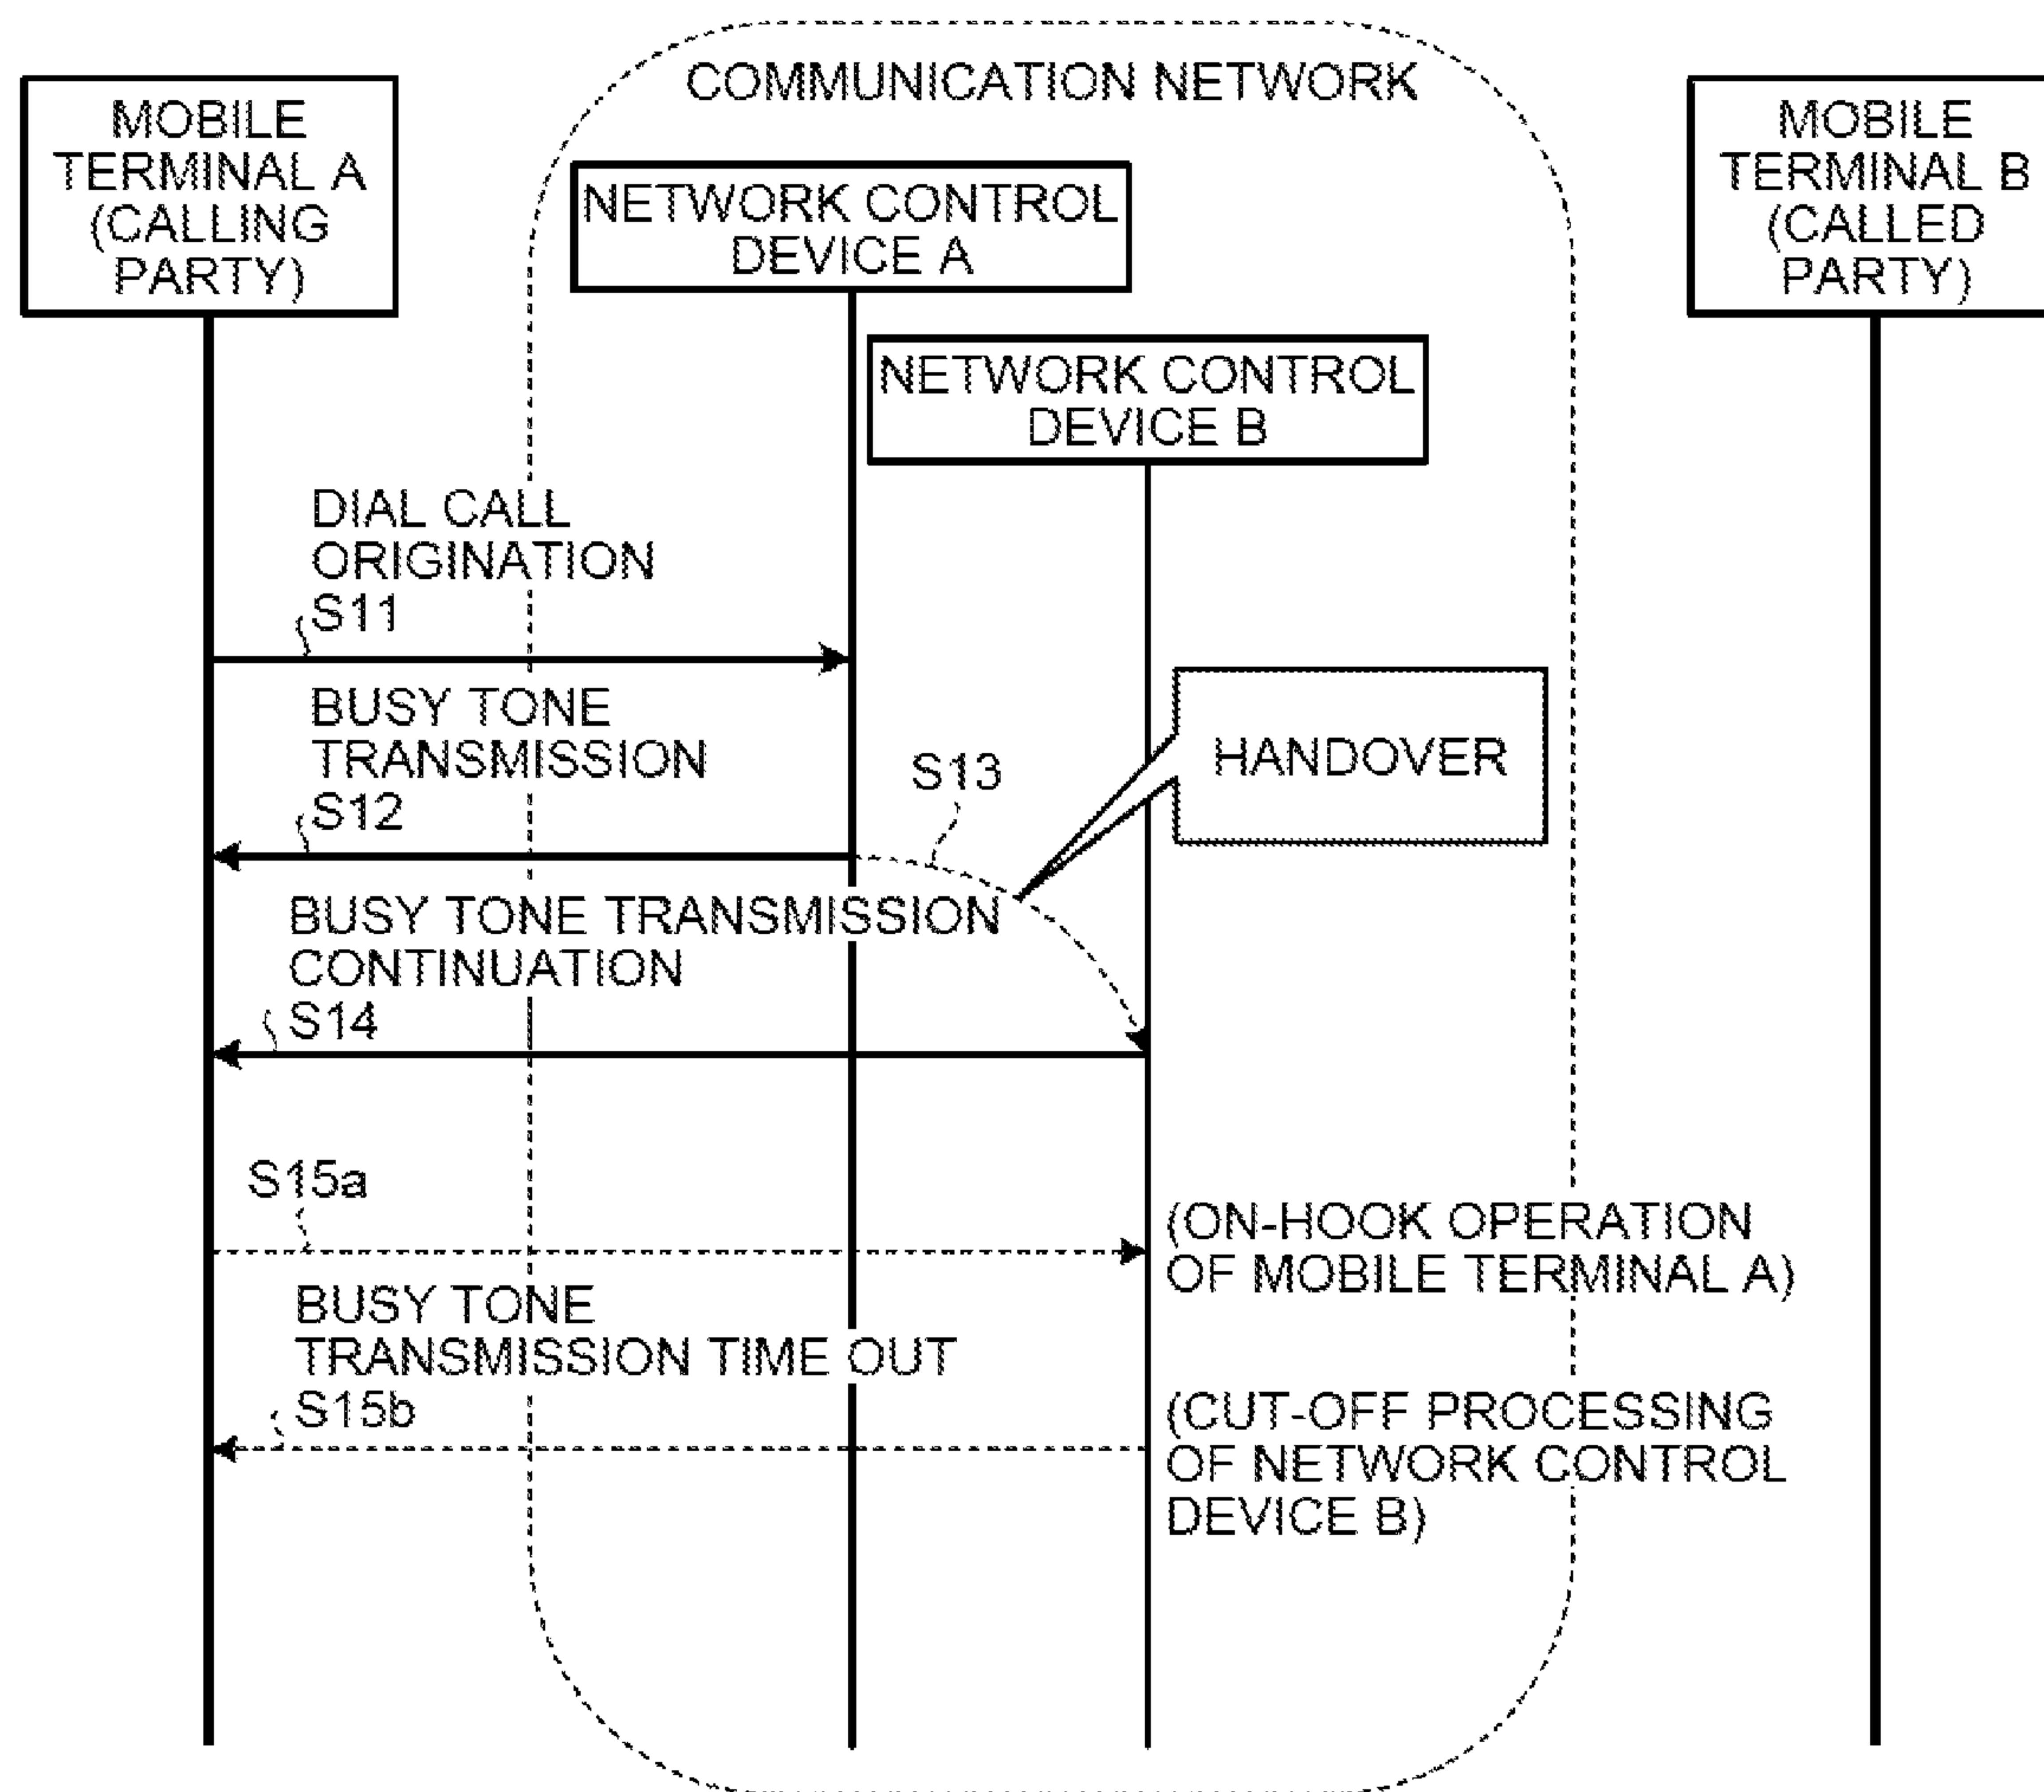 COMMUNICATION NETWORK
MOBILE
TERMINAL A
(CALLING
PARTY)
MOBILE
TERMINAL B
(CALLED
PARTY)
NETWORK CONTROL
DEVICE A
NETWORK CONTROL
DEVICE B
DIAL CALL
ORIGINATION
S11
BUSY TONE
TRANSMISSION
S12
S13
HANDOVER
BUSY TONE TRANSMISSION
CONTINUATION
S14
S15a
(ON-HOOK OPERATION
OF MOBILE TERMINAL A)
BUSY TONE
TRANSMISSION TIME OUT
S15b
(CUT-OFF PROCESSING
OF NETWORK CONTROL
DEVICE B)